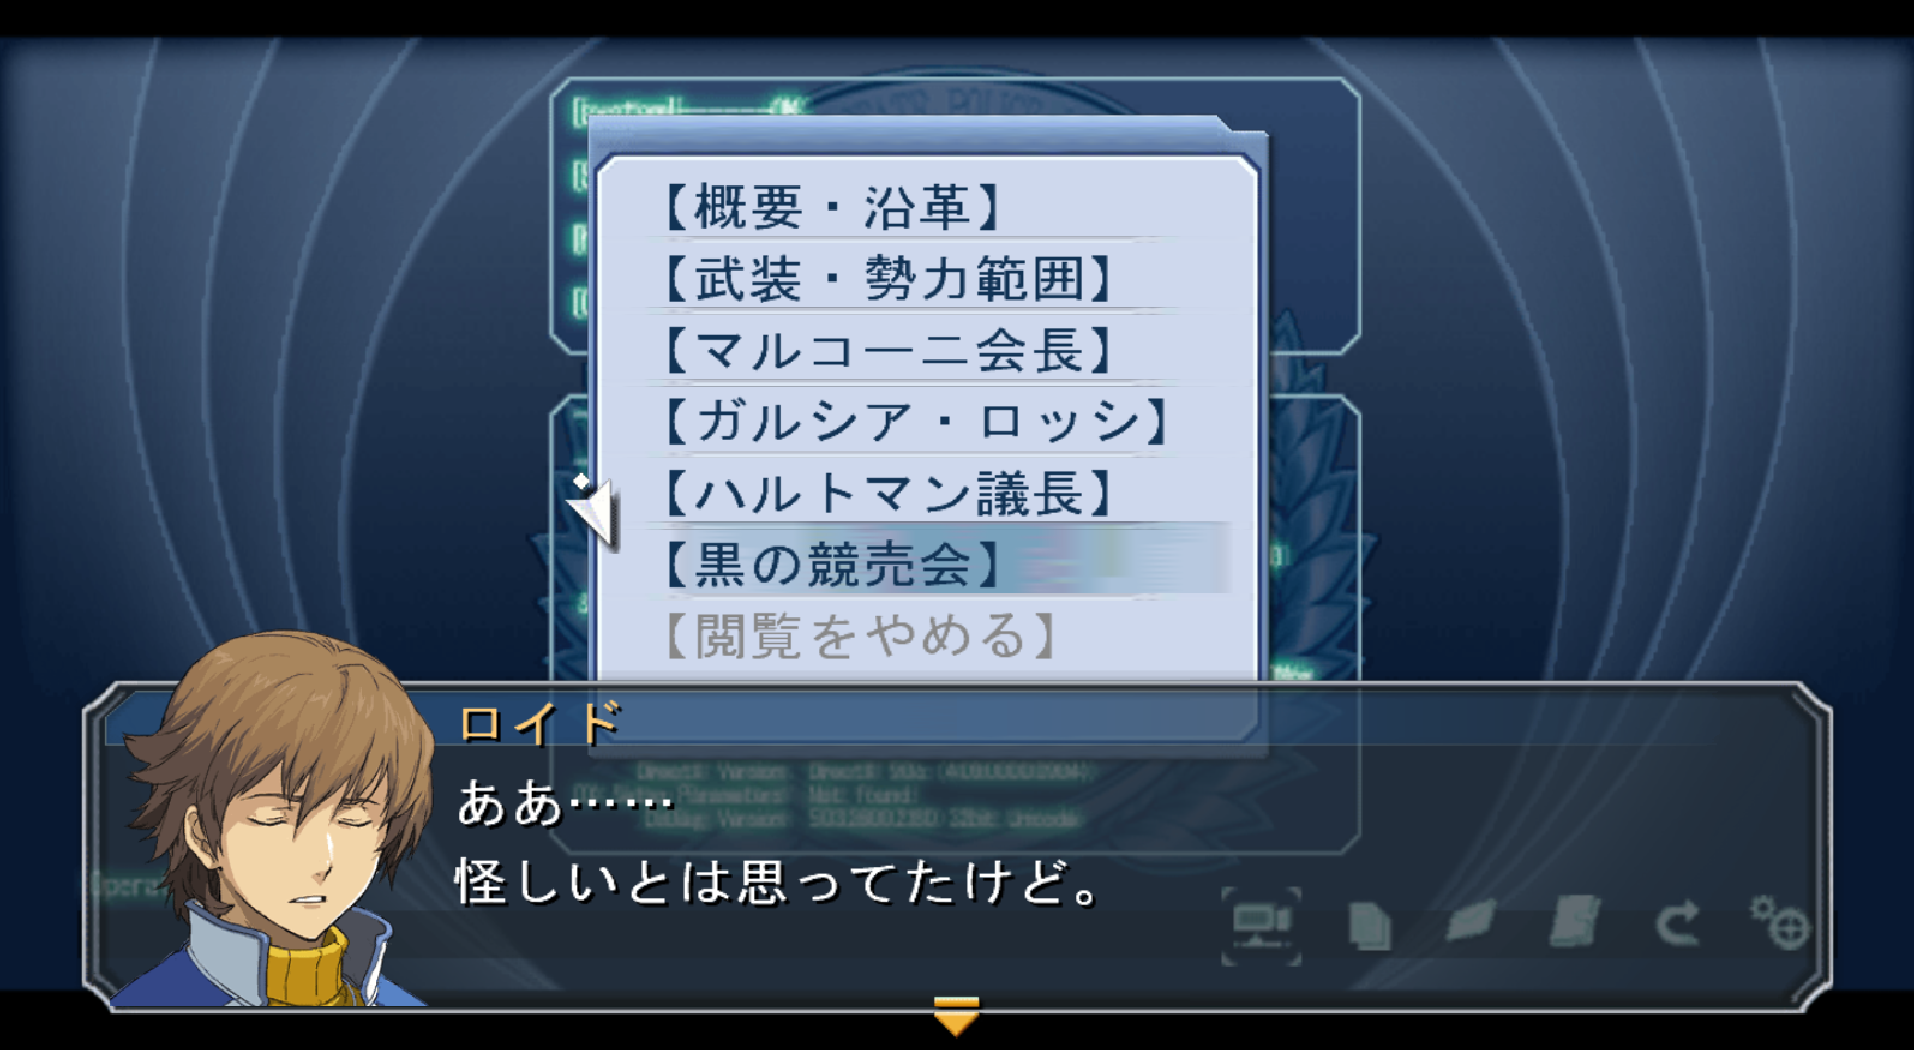 【概要・沿革】
【武装・勢力範囲】
【マルコーニ会長】
【ガルシア・ロッシ】
【ハルトマン議長】
【黒の競売会】
【閲覧をやめる】
ロイド
ああ……
怪しいとは思ってたけど。